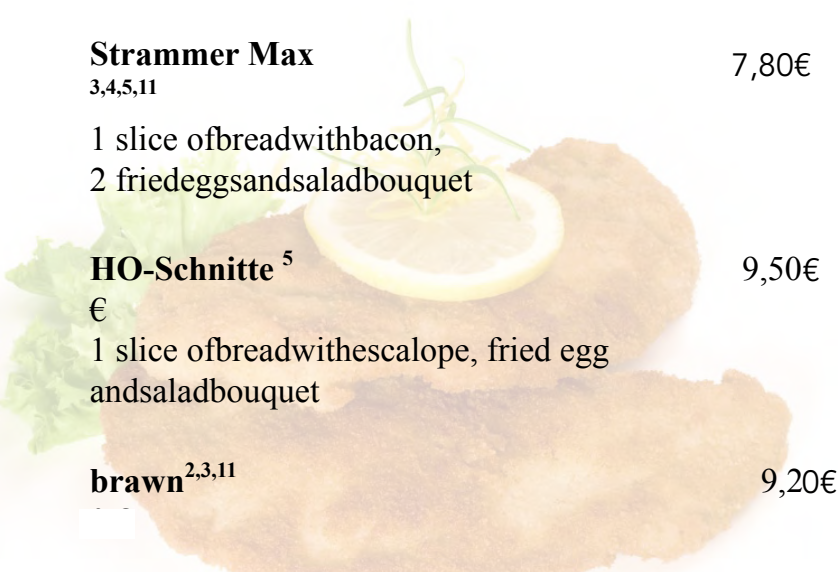 Strammer Max 7,80€
3,4,5,11
1 slice ofbreadwithbacon,
2 friedeggsandsaladbouquet
HO-Schnitte 5 9,50€
€
1 slice ofbreadwithescalope, fried egg
andsaladbouquet
brawn2,3,11 9,20€